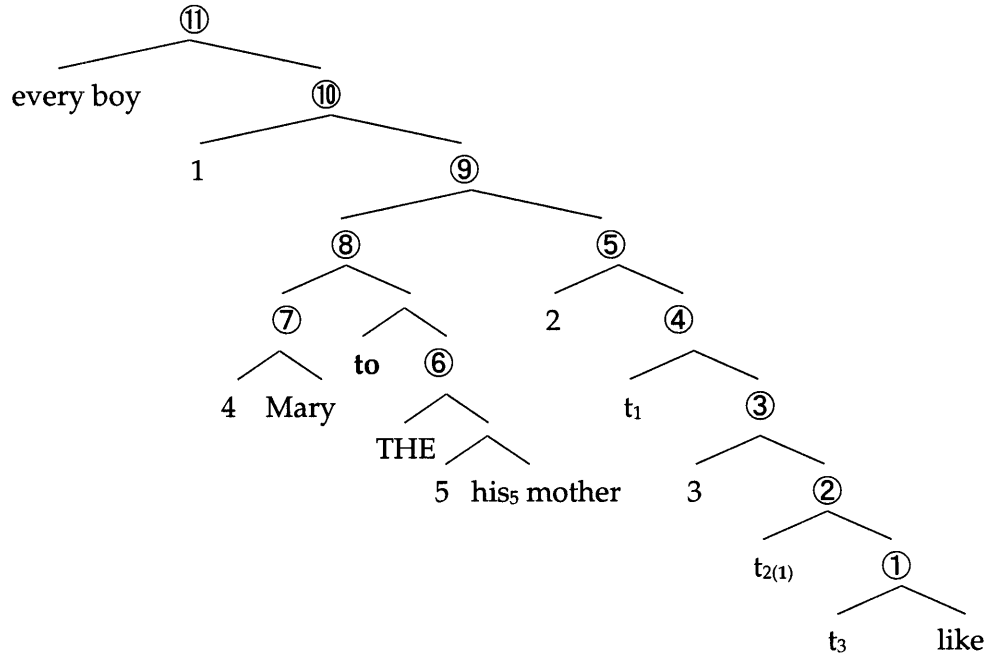 ⑪
every boy ⑩
1 ⑨
⑧ ⑤
⑦ 2 ④
to ⑥
4 Mary t₁ ③
THE
5 his₅ mother 3 ②
t₂₍₁₎ ①
t₃ like